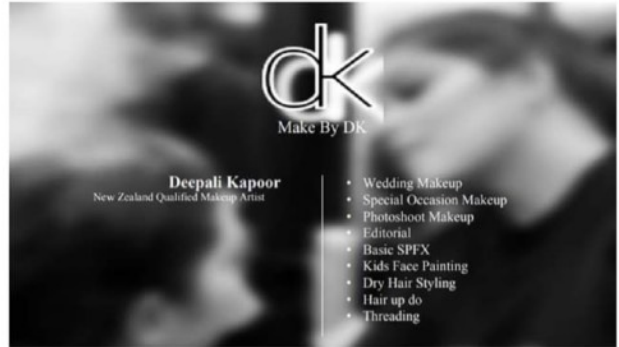 dk
Make By DK
Deepali Kapoor
New Zealand Qualified Makeup Artist
• Wedding Makeup
• Special Occasion Makeup
• Photoshoot Makeup
• Editorial
• Basic SPFX
• Kids Face Painting
• Dry Hair Styling
• Hair up do
• Threading